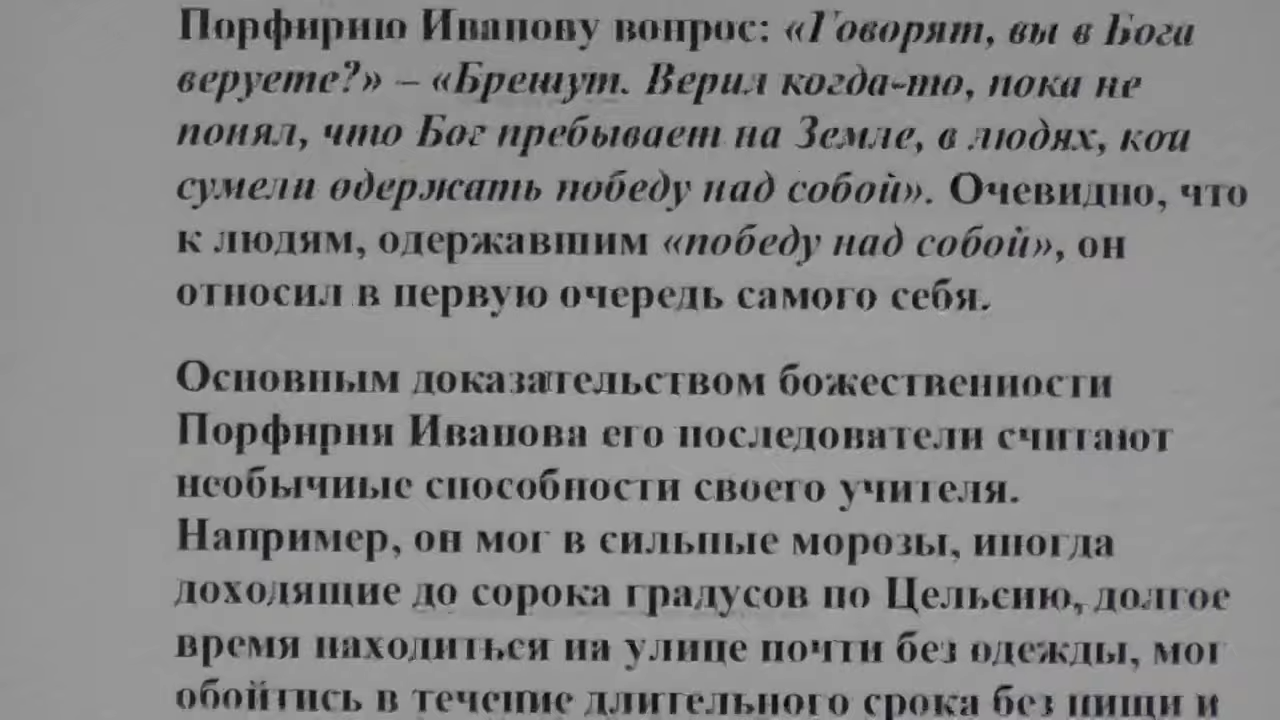 Порфирию Иванову вопрос: «Говорят, вы в Бога
веруете?» – «Брешут. Верил когда-то, пока не
понял, что Бог пребывает на Земле, в людях, кои
сумели одержать победу над собой». Очевидно, что
к людям, одержавшим «победу над собой», он
относил в первую очередь самого себя.
Основным доказательством божественности
Порфирия Иванова его последователи считают
необычные способности своего учителя.
Например, он мог в сильные морозы, иногда
доходящие до сорока градусов по Цельсию, долгое
время находиться на улице почти без одежды, мог
обойтись в течение длительного срока без пищи и